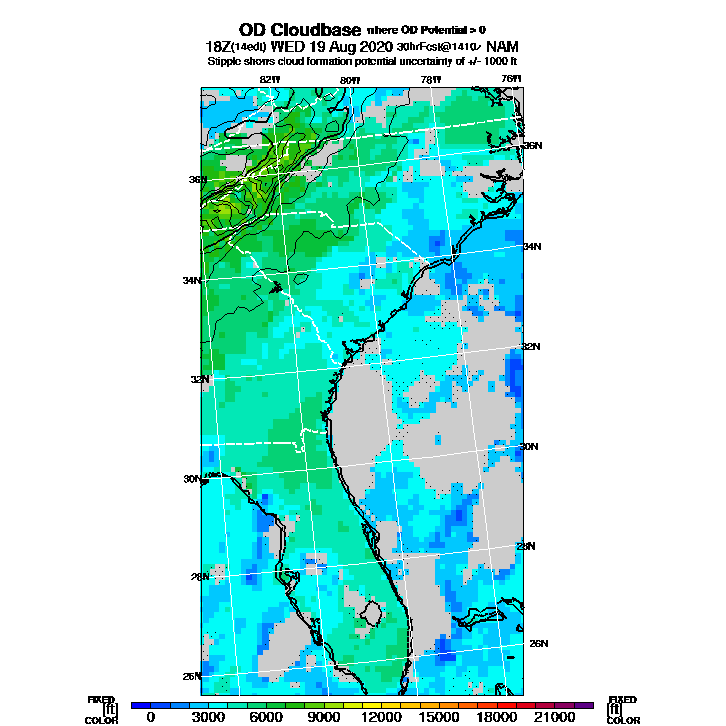 OD Cloudbase where OD Potential > 0
18Z(14edt) WED 19 Aug 2020 30hrFcst@1410z NAM
Stipple shows cloud formation potential uncertainty of +/- 1000 ft
82W 80W 78W 76W
36N
36N
34N
34N
32N
32N
30N
30N
28N
28N
26N
26N
FIXED FIXED
[ft] [ft]
COLOR COLOR
0 3000 6000 9000 12000 15000 18000 21000